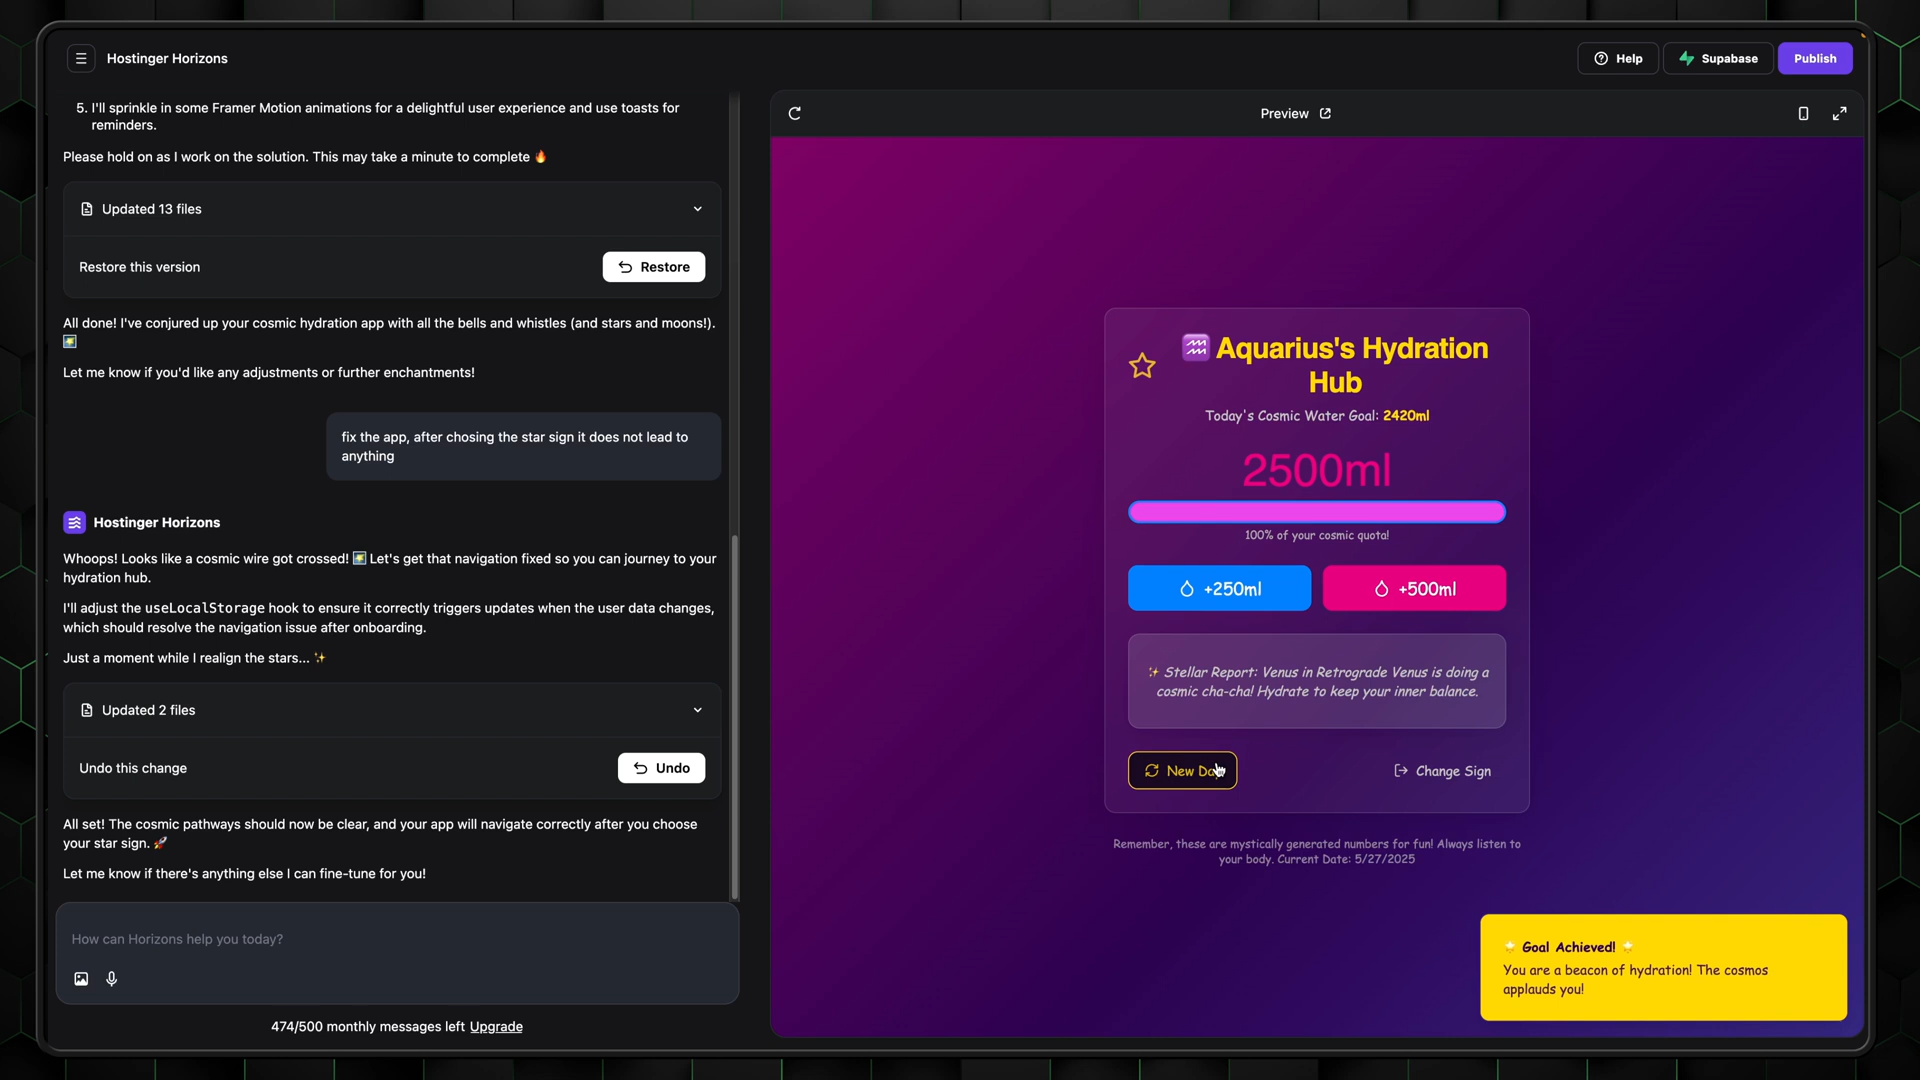 Hostinger Horizons
Help
Supabase
Publish
5. I'll sprinkle in some Framer Motion animations for a delightful user experience and use toasts for
reminders.
Please hold on as I work on the solution. This may take a minute to complete 🔥
Updated 13 files
Restore this version
Restore
All done! I've conjured up your cosmic hydration app with all the bells and whistles (and stars and moons!).
🌠
Let me know if you'd like any adjustments or further enchantments!
fix the app, after chosing the star sign it does not lead to
anything
Hostinger Horizons
Whoops! Looks like a cosmic wire got crossed! 🌠 Let's get that navigation fixed so you can journey to your
hydration hub.
I'll adjust the useLocalStorage hook to ensure it correctly triggers updates when the user data changes,
which should resolve the navigation issue after onboarding.
Just a moment while I realign the stars... ✨
Updated 2 files
Undo this change
Undo
All set! The cosmic pathways should now be clear, and your app will navigate correctly after you choose
your star sign. 🚀
Let me know if there's anything else I can fine-tune for you!
How can Horizons help you today?
474/500 monthly messages left Upgrade
Preview
♒ Aquarius's Hydration
Hub
Today's Cosmic Water Goal: 2420ml
2500ml
100% of your cosmic quota!
+250ml
+500ml
✨ Stellar Report: Venus in Retrograde Venus is doing a
cosmic cha-cha! Hydrate to keep your inner balance.
New
Change Sign
Remember, these are mystically generated numbers for fun! Always listen to
your body. Current Date: 5/27/2025
🌟 Goal Achieved! 🌟
You are a beacon of hydration! The cosmos
applauds you!